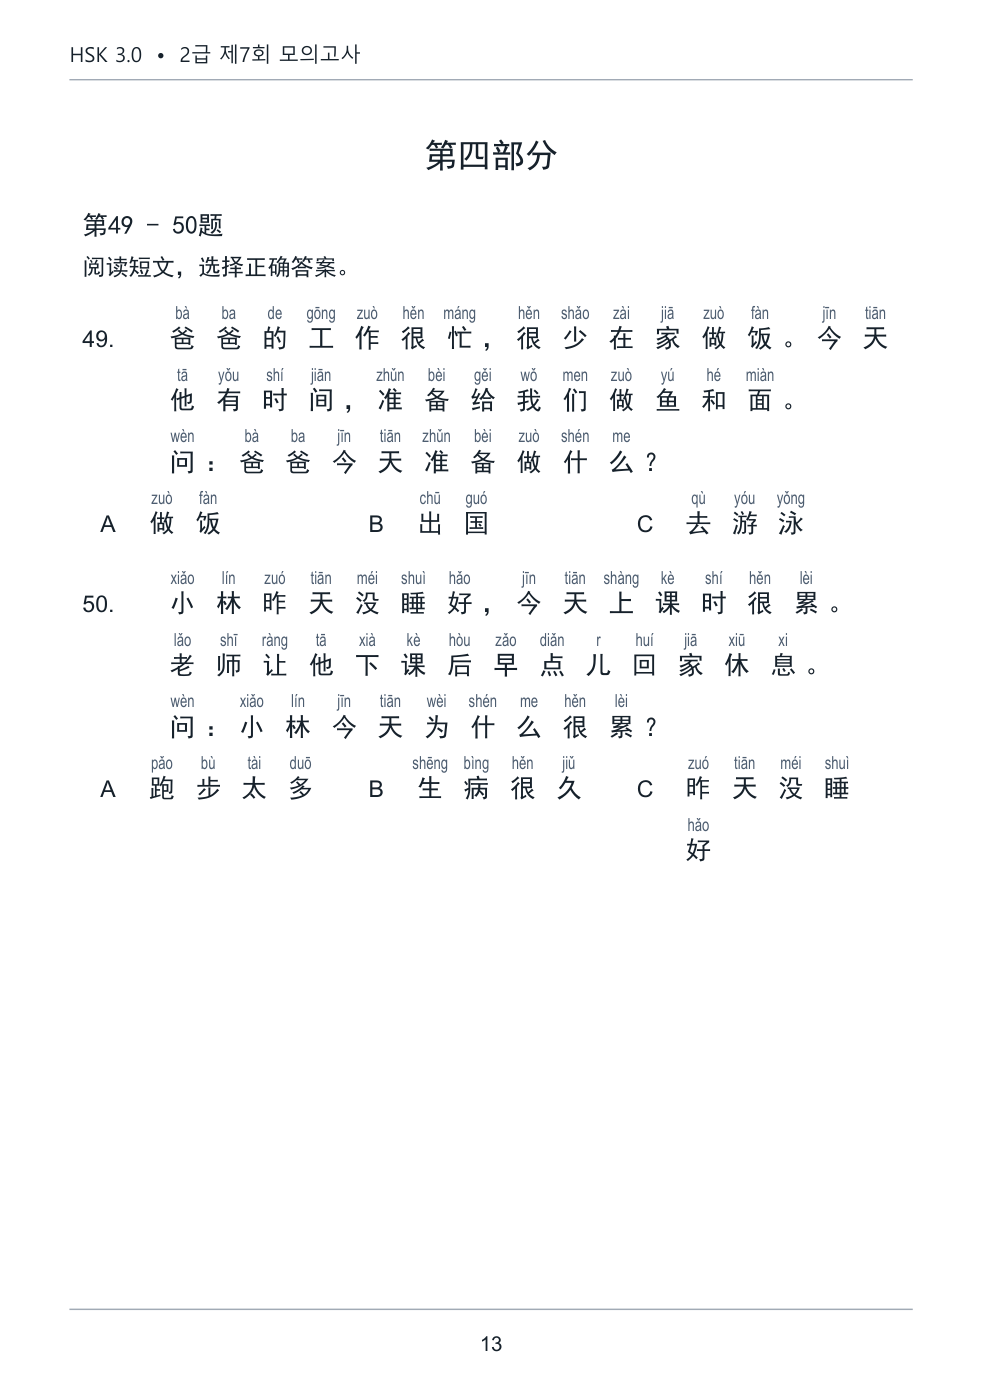 HSK 3.0 • 2급 제7회 모의고사
第四部分
第49 - 50题
阅读短文，选择正确答案。
bà ba de gōng zuò hěn máng hěn shǎo zài jiā zuò fàn jīn tiān
49. 爸爸的工作很忙，很少在家做饭。今天
tā yǒu shí jiān zhǔn bèi gěi wǒ men zuò yú hé miàn
他有时间，准备给我们做鱼和面。
wèn bà ba jīn tiān zhǔn bèi zuò shén me
问：爸爸今天准备做什么？
zuò fàn chū guó qù yóu yǒng
A 做饭 B 出国 C 去游泳
xiǎo lín zuó tiān méi shuì hǎo jīn tiān shàng kè shí hěn lèi
50. 小林昨天没睡好，今天上课时很累。
lǎo shī ràng tā xià kè hòu zǎo diǎn r huí jiā xiū xi
老师让他下课后早点儿回家休息。
wèn xiǎo lín jīn tiān wèi shén me hěn lèi
问：小林今天为什么很累？
pǎo bù tài duō shēng bìng hěn jiǔ zuó tiān méi shuì
A 跑步太多 B 生病很久 C 昨天没睡
hǎo
好
13